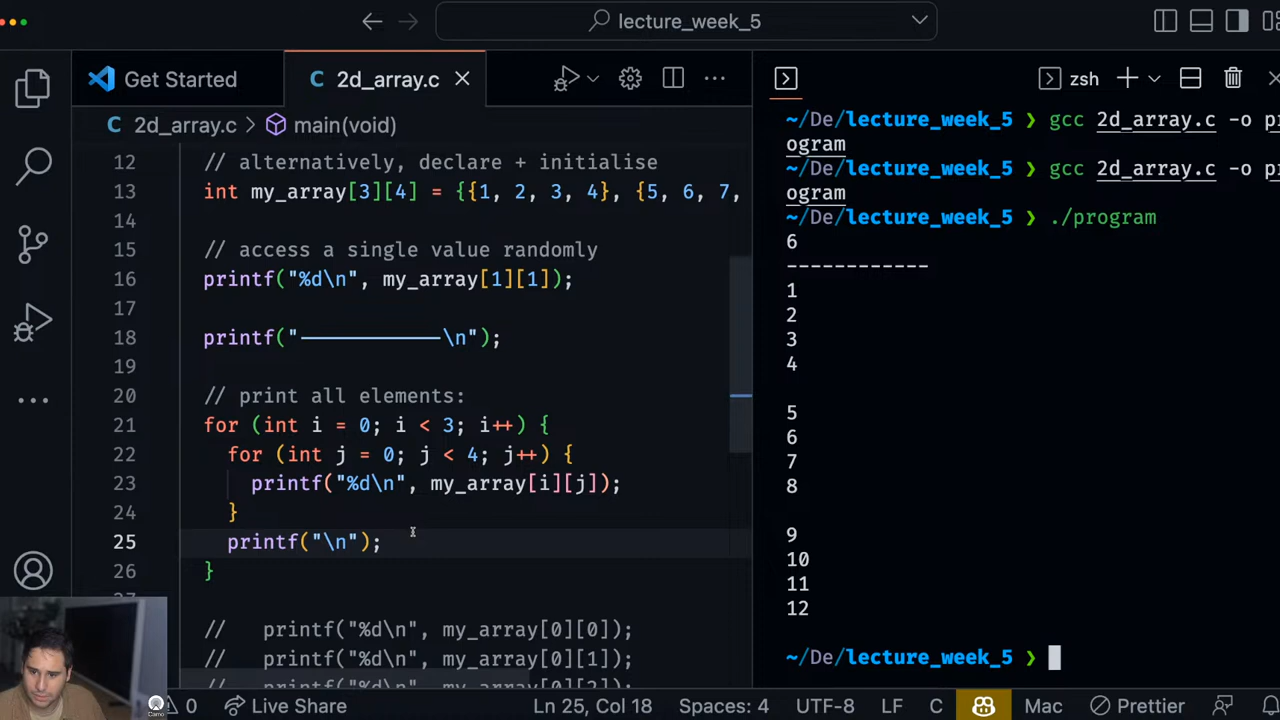 lecture_week_5
Get Started
C 2d_array.c
zsh
C 2d_array.c > main(void)
12 // alternatively, declare + initialise
13 int my_array[3][4] = {{1, 2, 3, 4}, {5, 6, 7,
14
15 // access a single value randomly
16 printf("%d\n", my_array[1][1]);
17
18 printf("------------\n");
19
20 // print all elements:
21 for (int i = 0; i < 3; i++) {
22 for (int j = 0; j < 4; j++) {
23 printf("%d\n", my_array[i][j]);
24 }
25 printf("\n");
26 }
// printf("%d\n", my_array[0][0]);
// printf("%d\n", my_array[0][1]);
// printf("%d\n", my_array[0][2]);
~/De/lecture_week_5 ❯ gcc 2d_array.c -o pr
ogram
~/De/lecture_week_5 ❯ gcc 2d_array.c -o pr
ogram
~/De/lecture_week_5 ❯ ./program
6
------------
1
2
3
4
5
6
7
8
9
10
11
12
~/De/lecture_week_5 ❯
Camo
0 Live Share Ln 25, Col 18 Spaces: 4 UTF-8 LF C Mac Prettier